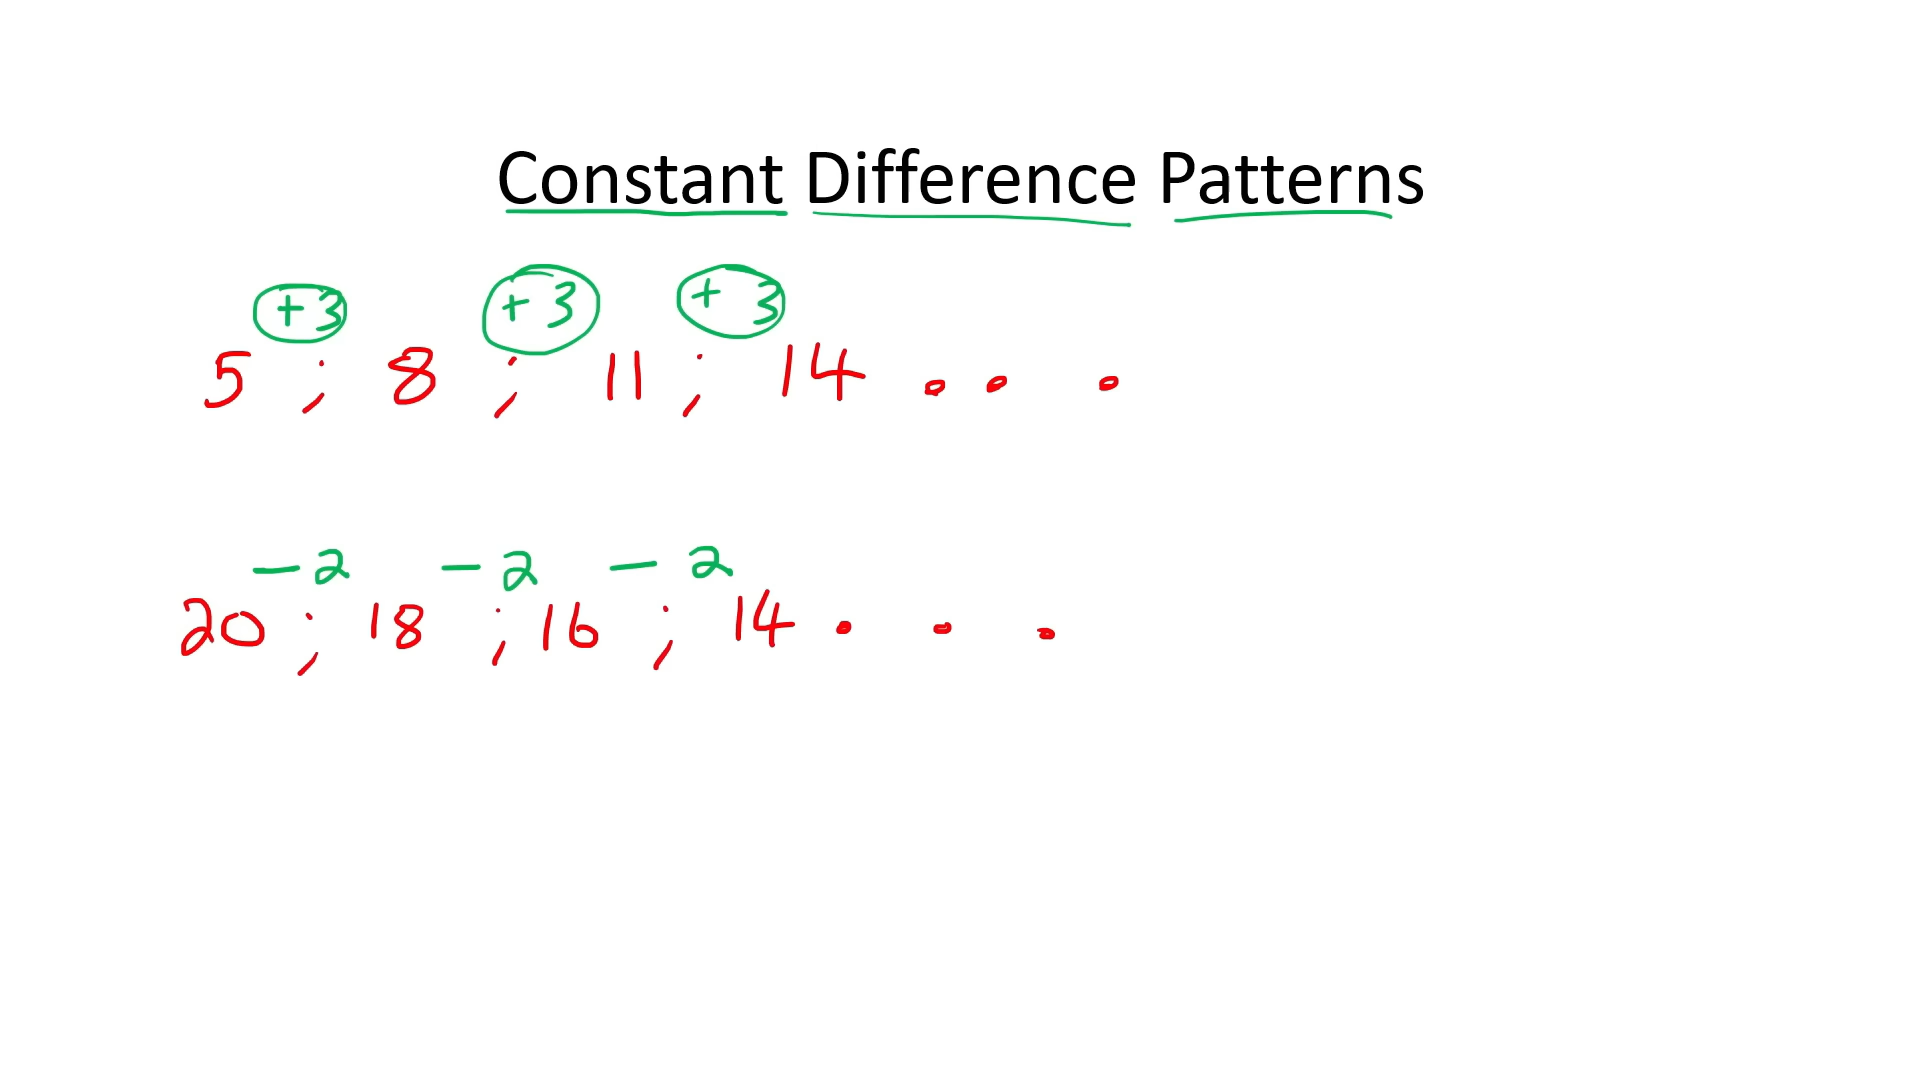 Constant Difference Patterns
+3 +3 +3
5 ; 8 ; 11 ; 14 . . .
-2 -2 -2
20 ; 18 ; 16 ; 14 . . .